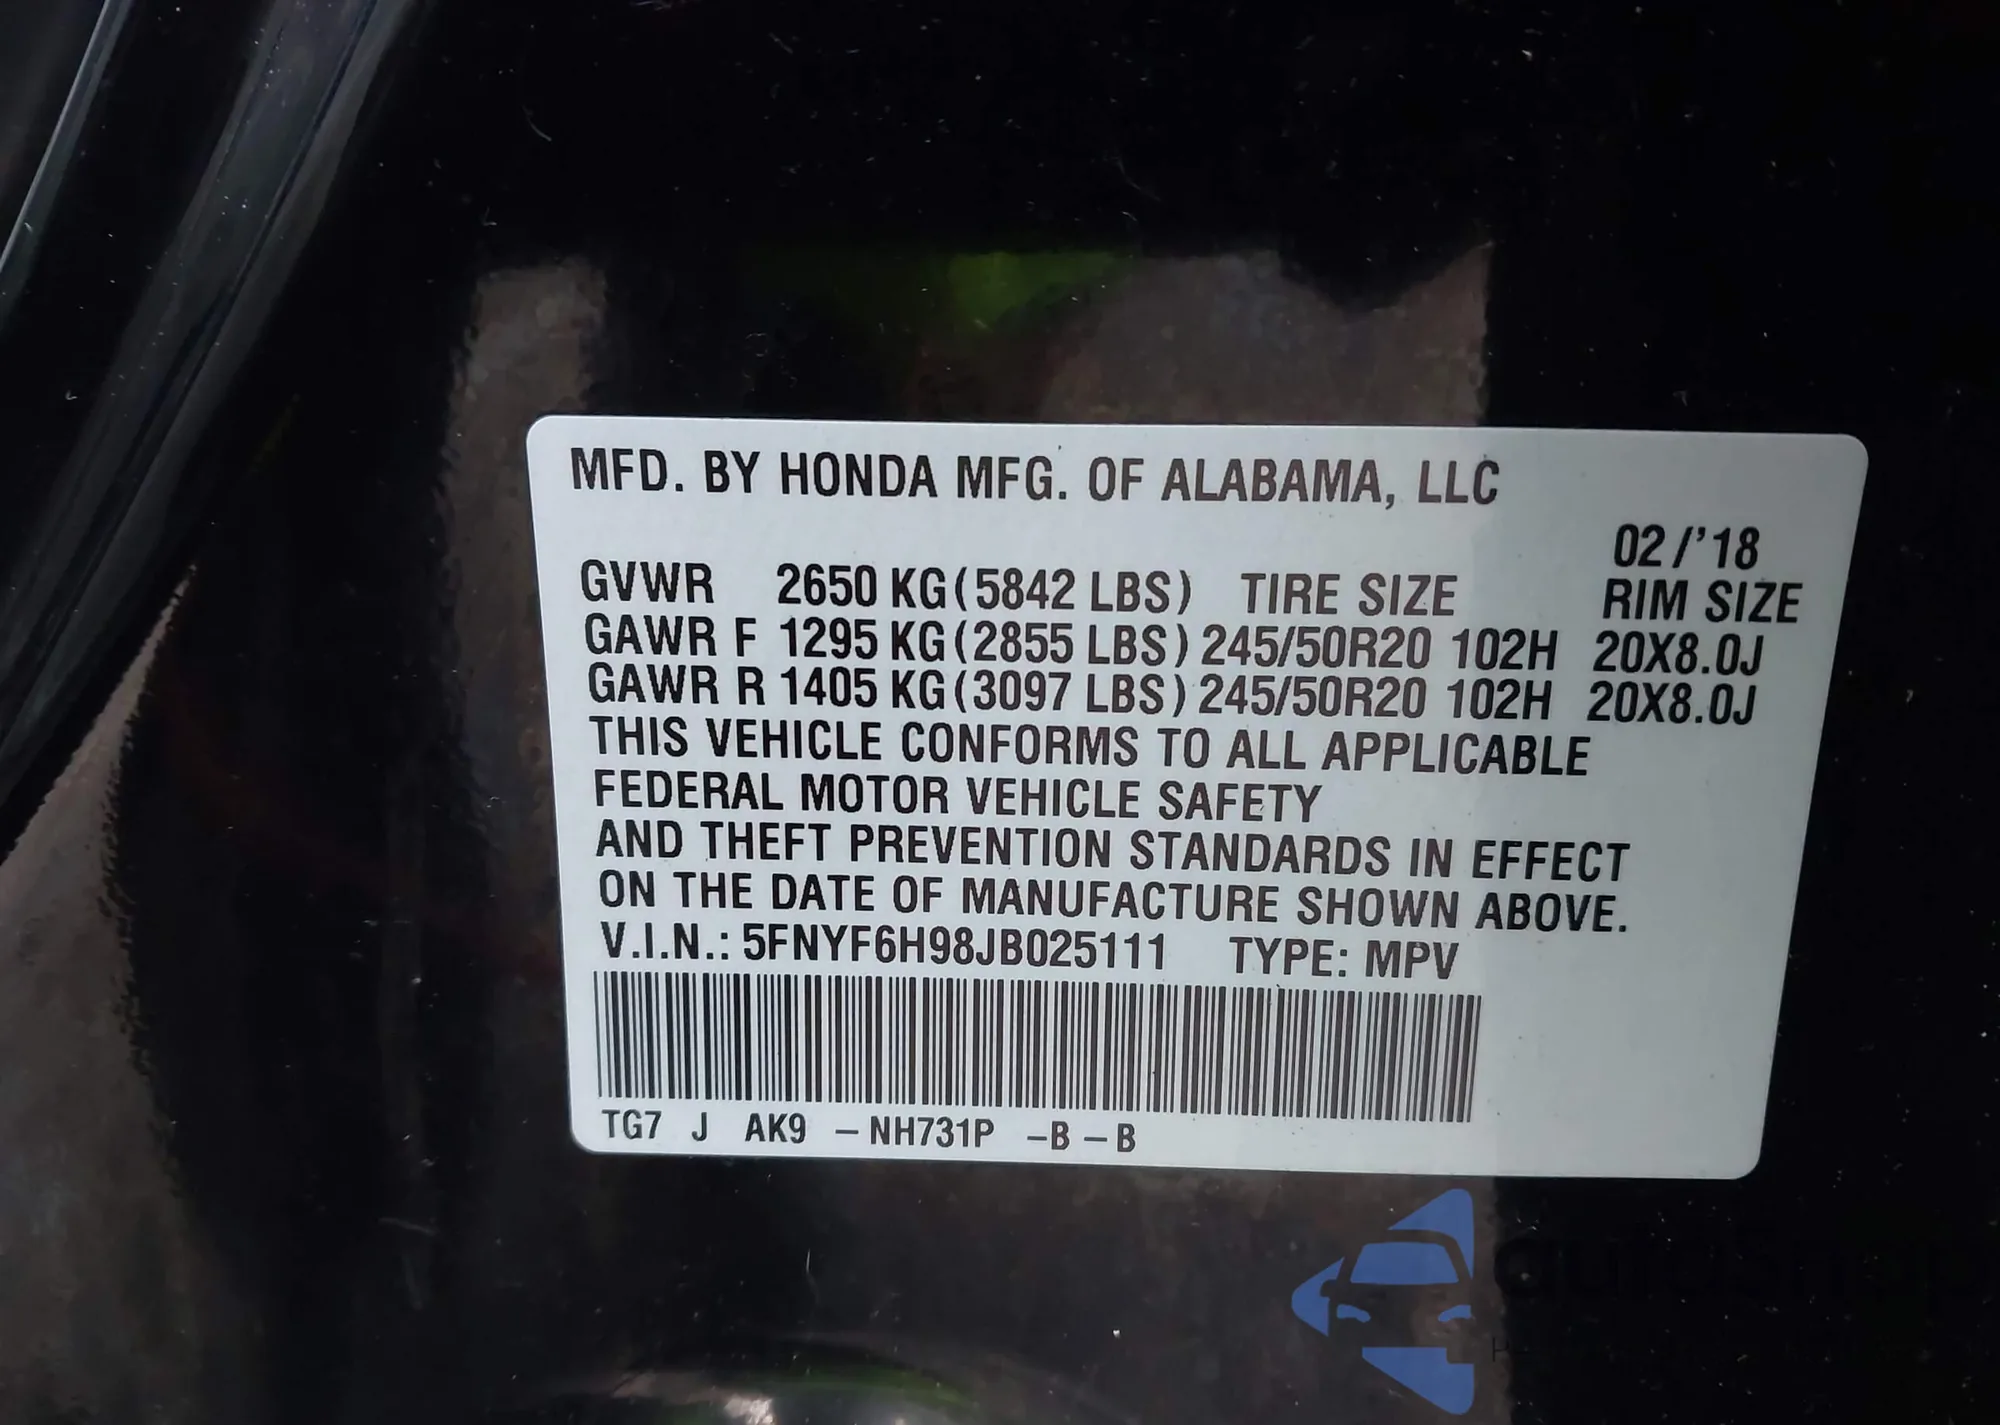 MFD. BY HONDA MFG. OF ALABAMA, LLC
02/'18
GVWR 2650 KG (5842 LBS) TIRE SIZE RIM SIZE
GAWR F 1295 KG (2855 LBS) 245/50R20 102H 20X8.0J
GAWR R 1405 KG (3097 LBS) 245/50R20 102H 20X8.0J
THIS VEHICLE CONFORMS TO ALL APPLICABLE
FEDERAL MOTOR VEHICLE SAFETY
AND THEFT PREVENTION STANDARDS IN EFFECT
ON THE DATE OF MANUFACTURE SHOWN ABOVE.
V.I.N.: 5FNYF6H98JB025111 TYPE: MPV
TG7 J AK9 – NH731P –B – B